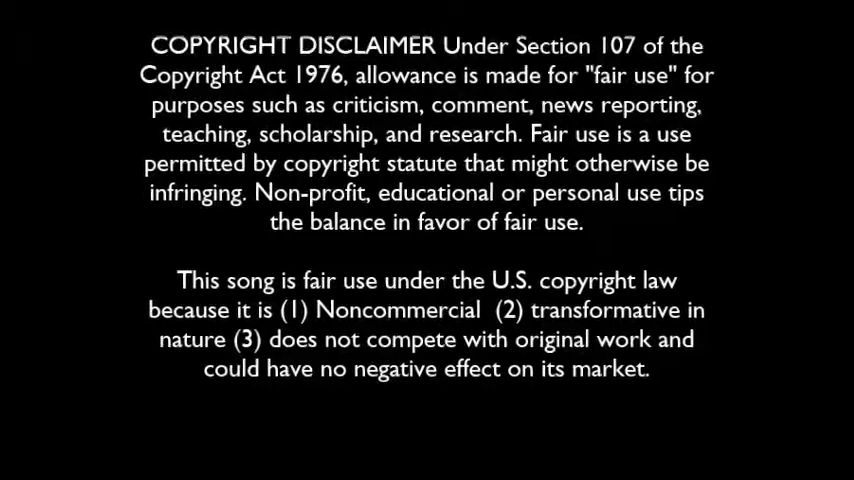 COPYRIGHT DISCLAIMER Under Section 107 of the
Copyright Act 1976, allowance is made for "fair use" for
purposes such as criticism, comment, news reporting,
teaching, scholarship, and research. Fair use is a use
permitted by copyright statute that might otherwise be
infringing. Non-profit, educational or personal use tips
the balance in favor of fair use.
This song is fair use under the U.S. copyright law
because it is (1) Noncommercial (2) transformative in
nature (3) does not compete with original work and
could have no negative effect on its market.